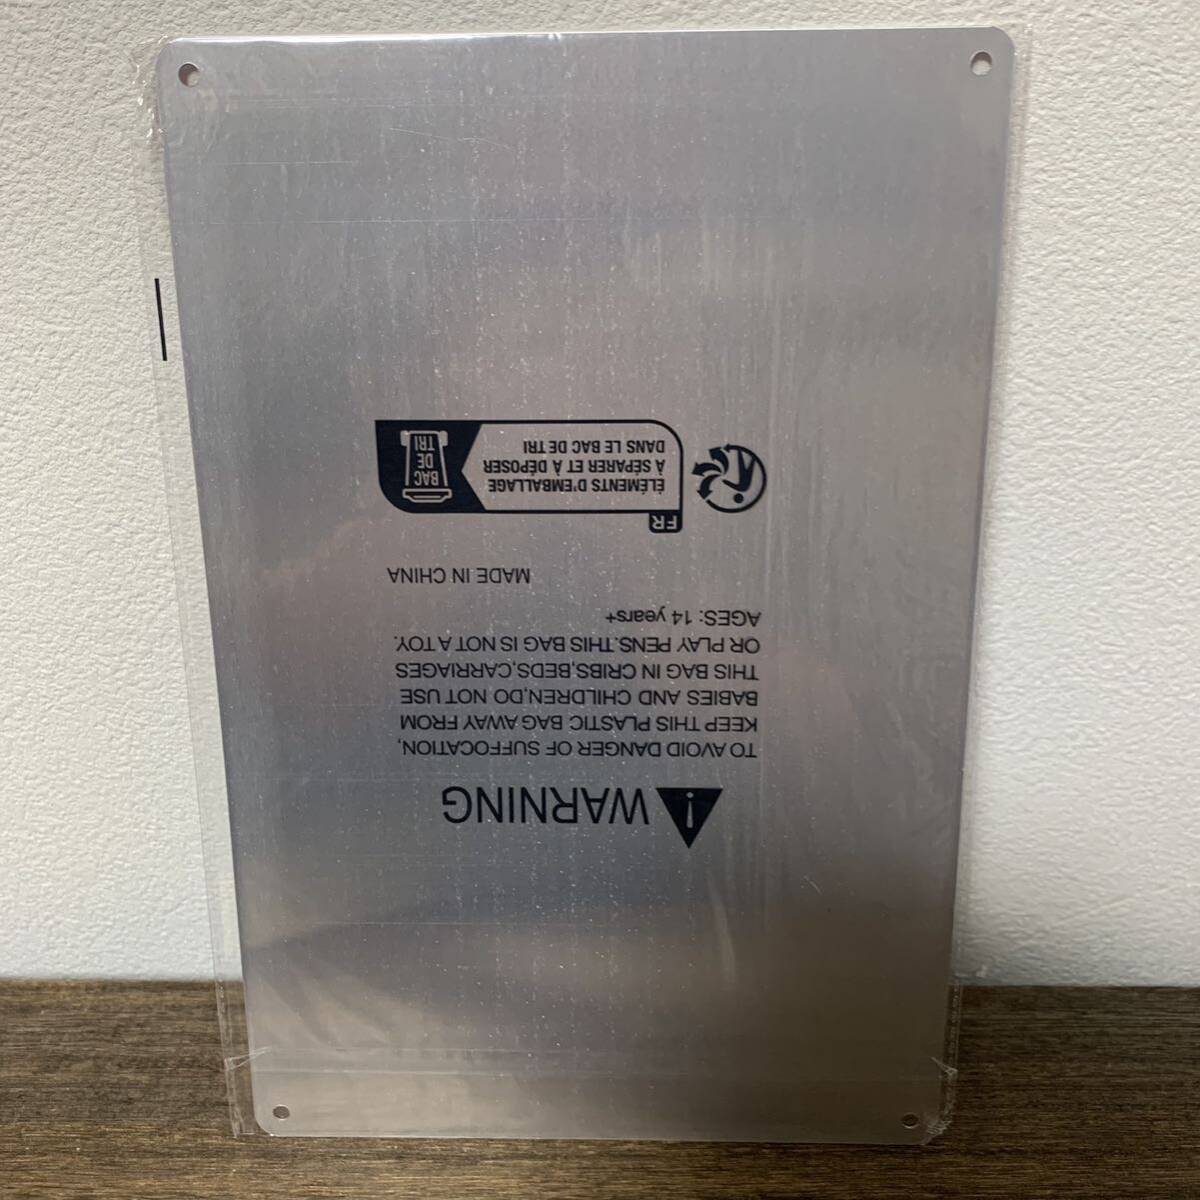 WARNING
TO AVOID DANGER OF SUFFOCATION,
KEEP THIS PLASTIC BAG AWAY FROM
BABIES AND CHILDREN,DO NOT USE
THIS BAG IN CRIBS,BEDS,CARRIAGES
OR PLAY PENS.THIS BAG IS NOT A TOY.
AGES: 14 years+
MADE IN CHINA
FR
ÉLÉMENTS D'EMBALLAGE
À SÉPARER ET À DÉPOSER
DANS LE BAC DE TRI
BAC
DE
TRI